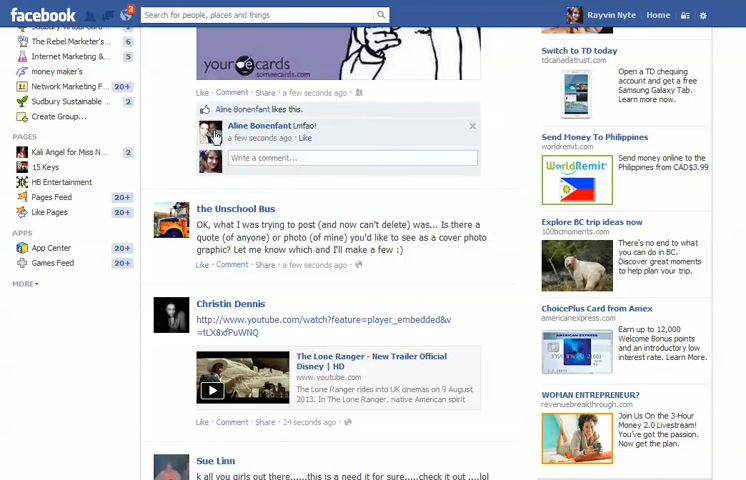 facebook
3
Search for people, places and things
Rayvin Nyte
Home
Sudbury Virtual Card
The Rebel Marketer's... 6
Internet Marketing &... 7
money maker's
Network Marketing F... 20+
Sudbury Sustainable ... 2
Create Group...
PAGES
Kali Angel for Miss N... 2
15 Keys
HB Entertainment
Pages Feed 20+
Like Pages 20+
APPS
App Center 20+
Games Feed 20+
MORE
your ecards
someecards.com
Like · Comment · Share · a few seconds ago ·
Aline Bonenfant likes this.
Aline Bonenfant Lmfao!
a few seconds ago · Like
Write a comment...
the Unschool Bus
OK, what I was trying to post (and now can't delete) was... Is there a
quote (of anyone) or photo (of mine) you'd like to see as a cover photo
graphic? Let me know which and I'll make a few :)
Like · Comment · Share · a few seconds ago ·
Christin Dennis
http://www.youtube.com/watch?feature=player_embedded&v
=tLX8xfPuWNQ
The Lone Ranger - New Trailer Official
Disney | HD
www.youtube.com
The Lone Ranger rides into UK cinemas on 9 August
2013. In The Lone Ranger, native American spirit
Like · Comment · Share · 24 seconds ago ·
Sue Linn
k all you girls out there......this is a need it for sure....check it out ....lol
Switch to TD today
tdcanadatrust.com
Open a TD chequing
account and get a free
Samsung Galaxy Tab.
Learn more now.
Send Money To Philippines
worldremit.com
WorldRemit
Send money online to the
Philippines from CAD$3.99
Explore BC trip ideas now
100bcmoments.com
There's no end to what
you can do in BC.
Discover great moments
to help plan your trip.
ChoicePlus Card from Amex
americanexpress.com
AMERICAN EXPRESS
Earn up to 12,000
Welcome Bonus points
and an introductory low
interest rate. Learn More.
WOMAN ENTREPRENEUR?
revenuebreakthrough.com
Join Us On the 3-Hour
Money 2.0 Livestream!
You've got the passion.
Now get the plan.